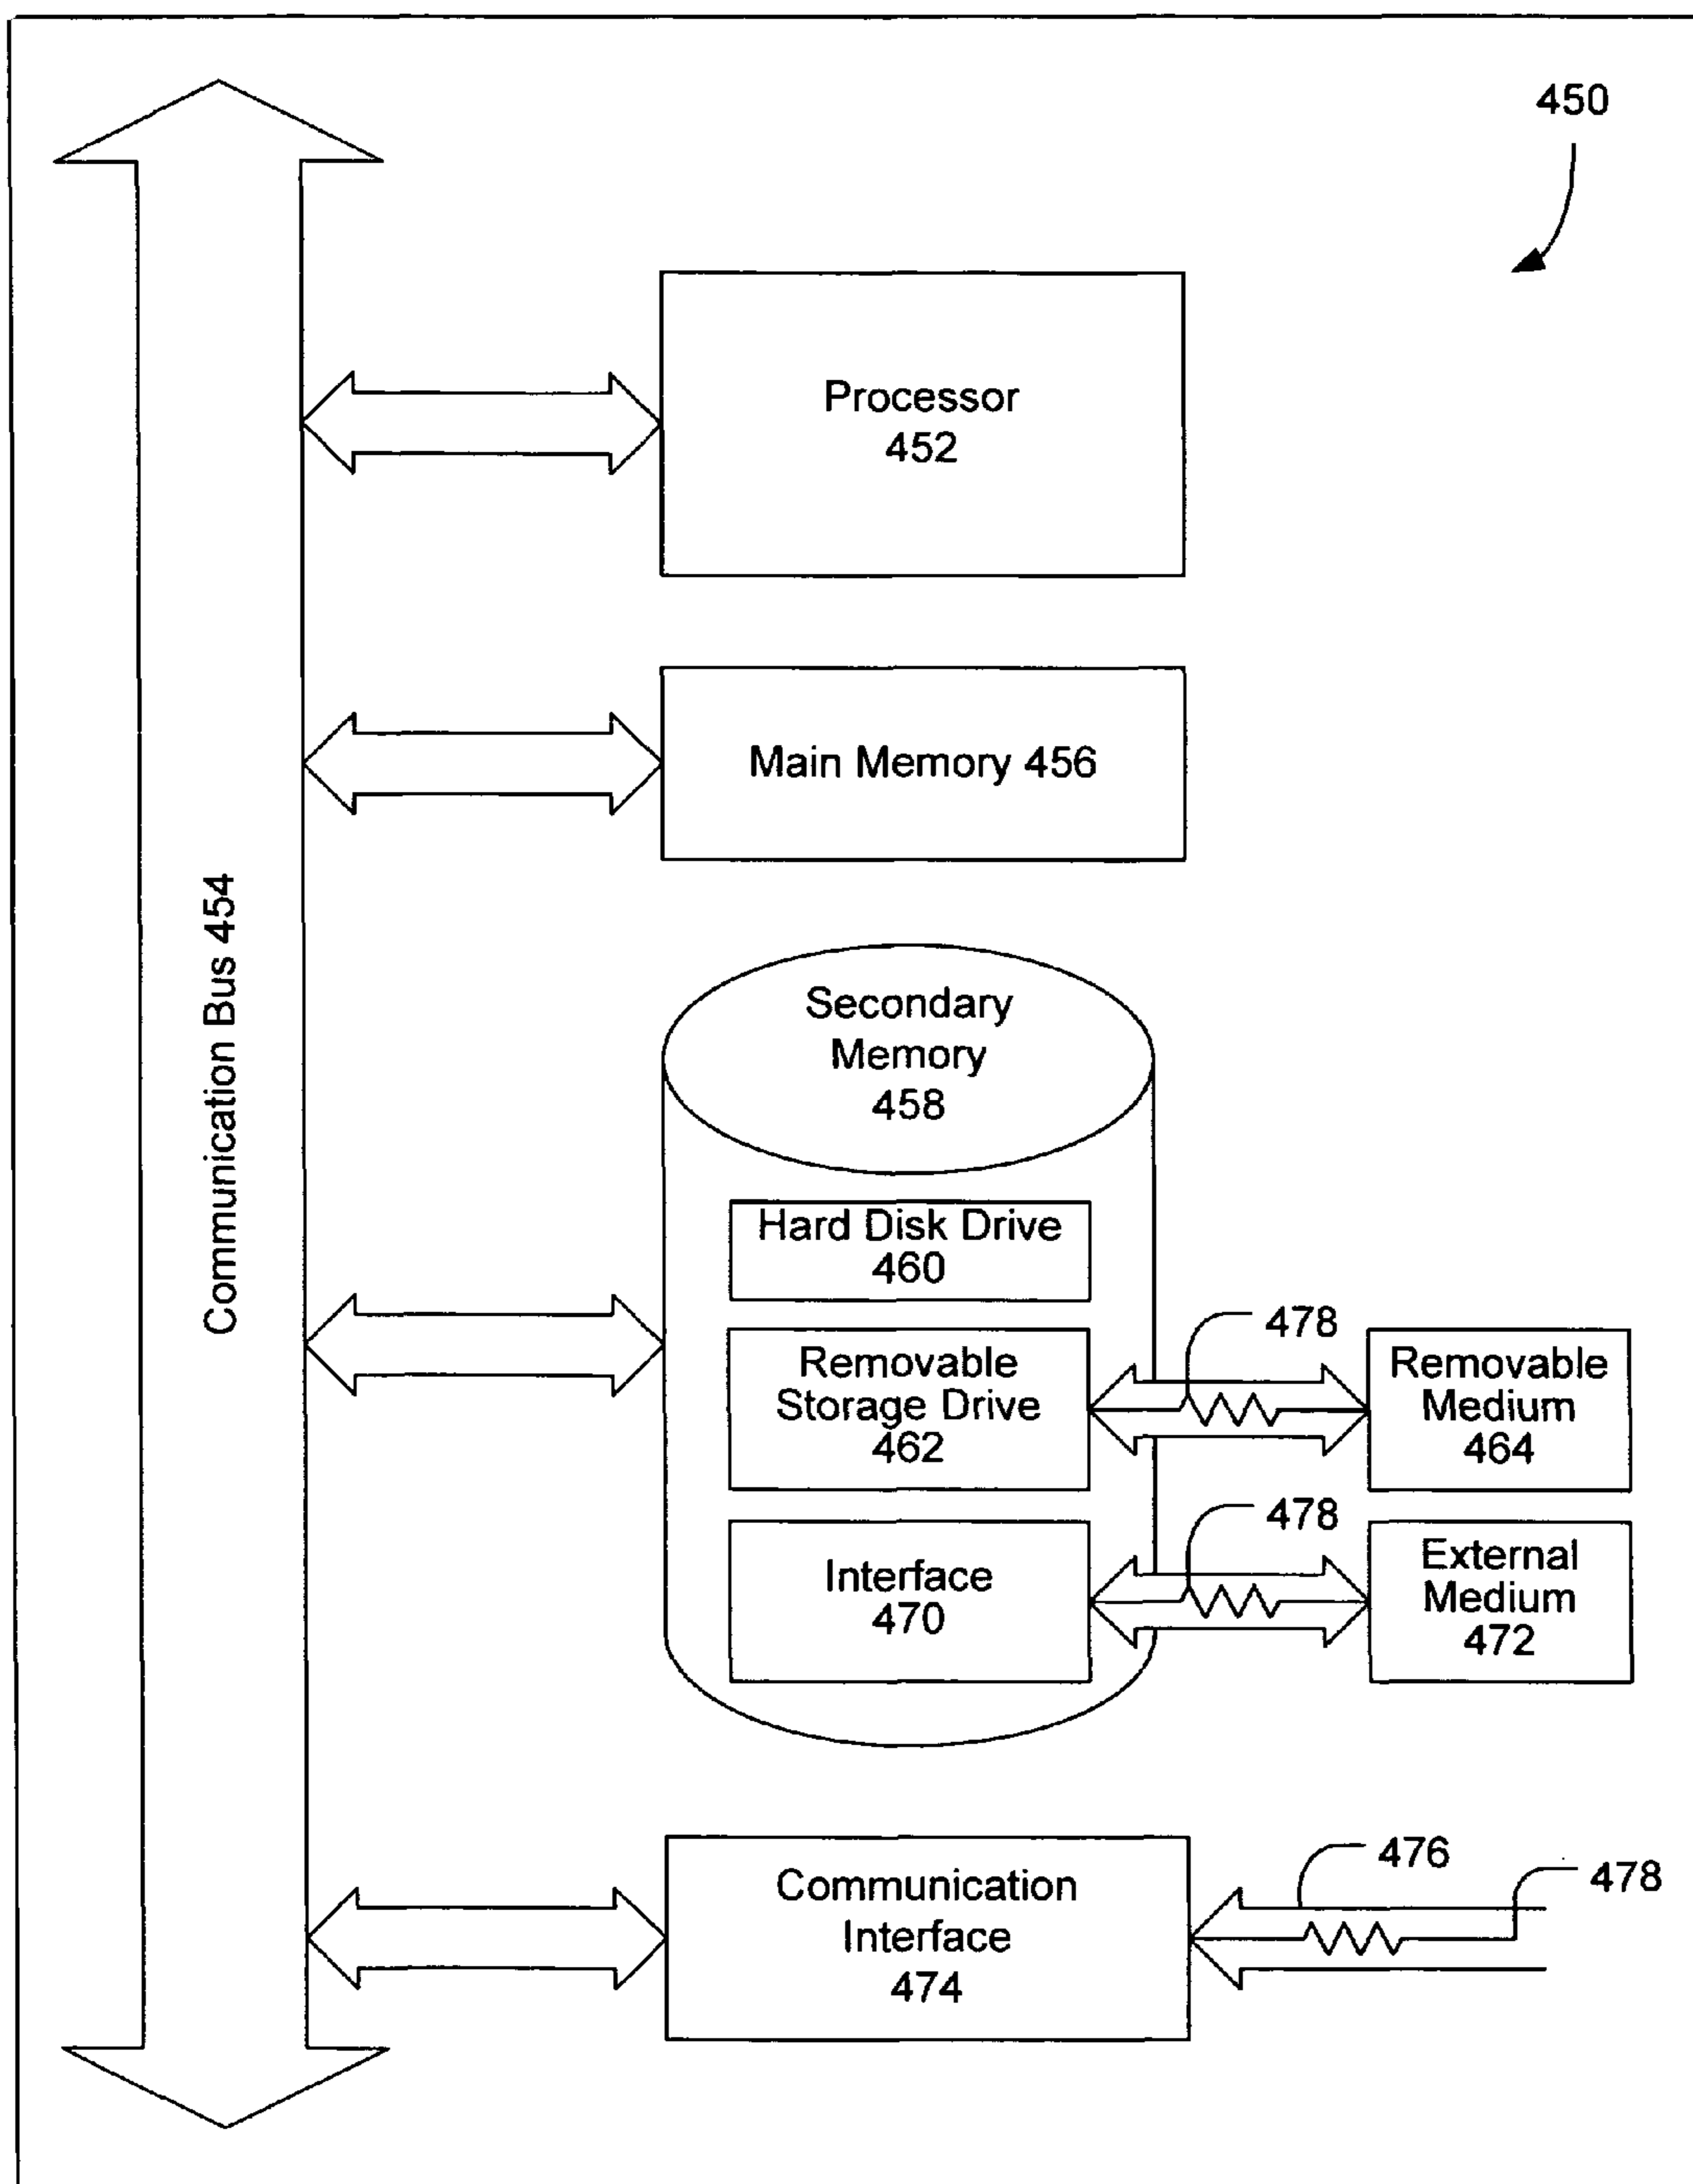 450
Processor
452
Main Memory 456
Communication Bus 454
Secondary
Memory
458
Hard Disk Drive
460
478
Removable
Storage Drive
462
Removable
Medium
464
478
Interface
470
External
Medium
472
476
478
Communication
Interface
474